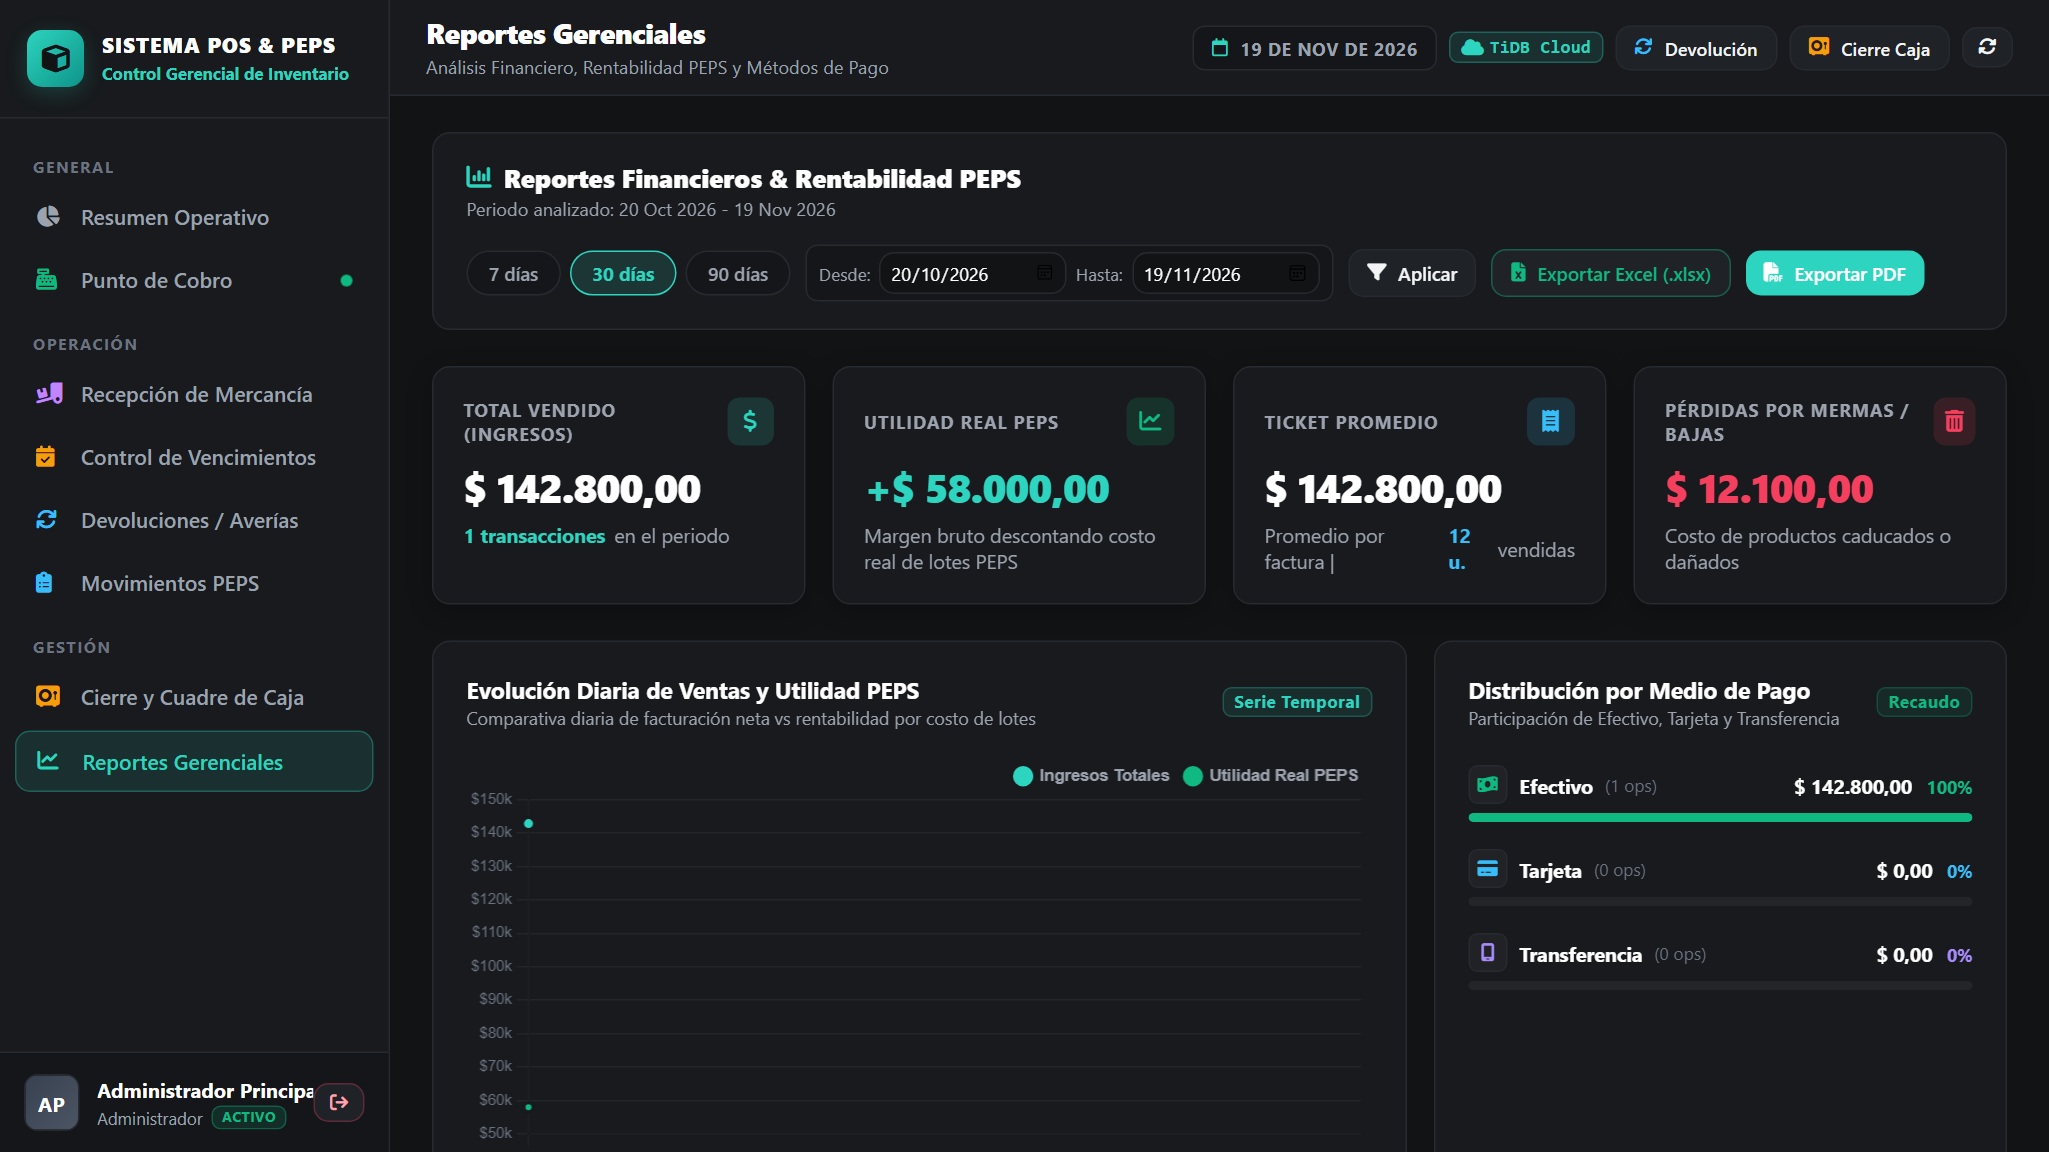 SISTEMA POS & PEPS
Control Gerencial de Inventario
GENERAL
Resumen Operativo
Punto de Cobro
OPERACIÓN
Recepción de Mercancía
Control de Vencimientos
Devoluciones / Averías
Movimientos PEPS
GESTIÓN
Cierre y Cuadre de Caja
Reportes Gerenciales
AP
Administrador Principa
Administrador ACTIVO
Reportes Gerenciales
Análisis Financiero, Rentabilidad PEPS y Métodos de Pago
19 DE NOV DE 2026
TiDB Cloud
Devolución
Cierre Caja
Reportes Financieros & Rentabilidad PEPS
Periodo analizado: 20 Oct 2026 - 19 Nov 2026
7 días
30 días
90 días
Desde: 20/10/2026
Hasta: 19/11/2026
Aplicar
Exportar Excel (.xlsx)
Exportar PDF
TOTAL VENDIDO
(INGRESOS)
$ 142.800,00
1 transacciones en el periodo
UTILIDAD REAL PEPS
+$ 58.000,00
Margen bruto descontando costo
real de lotes PEPS
TICKET PROMEDIO
$ 142.800,00
Promedio por
factura |
12
u.
vendidas
PÉRDIDAS POR MERMAS /
BAJAS
$ 12.100,00
Costo de productos caducados o
dañados
Evolución Diaria de Ventas y Utilidad PEPS
Comparativa diaria de facturación neta vs rentabilidad por costo de lotes
Serie Temporal
Ingresos Totales
Utilidad Real PEPS
$150k
$140k
$130k
$120k
$110k
$100k
$90k
$80k
$70k
$60k
$50k
Distribución por Medio de Pago
Participación de Efectivo, Tarjeta y Transferencia
Recaudo
Efectivo (1 ops) $ 142.800,00 100%
Tarjeta (0 ops) $ 0,00 0%
Transferencia (0 ops) $ 0,00 0%